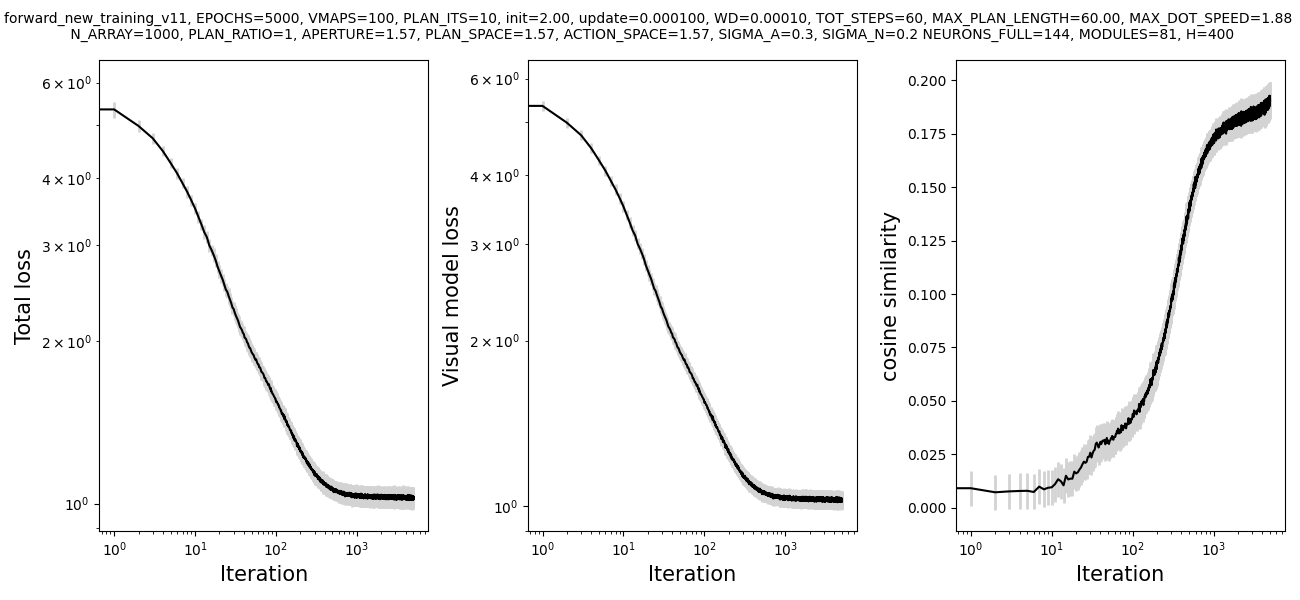 forward_new_training_v11, EPOCHS=5000, VMAPS=100, PLAN_ITS=10, init=2.00, update=0.000100, WD=0.00010, TOT_STEPS=60, MAX_PLAN_LENGTH=60.00, MAX_DOT_SPEED=1.88
N_ARRAY=1000, PLAN_RATIO=1, APERTURE=1.57, PLAN_SPACE=1.57, ACTION_SPACE=1.57, SIGMA_A=0.3, SIGMA_N=0.2 NEURONS_FULL=144, MODULES=81, H=400
Total loss
6 × 10⁰
4 × 10⁰
3 × 10⁰
2 × 10⁰
10⁰
10⁰ 10¹ 10² 10³
Iteration
Visual model loss
6 × 10⁰
4 × 10⁰
3 × 10⁰
2 × 10⁰
10⁰
10⁰ 10¹ 10² 10³
Iteration
cosine similarity
0.200
0.175
0.150
0.125
0.100
0.075
0.050
0.025
0.000
10⁰ 10¹ 10² 10³
Iteration